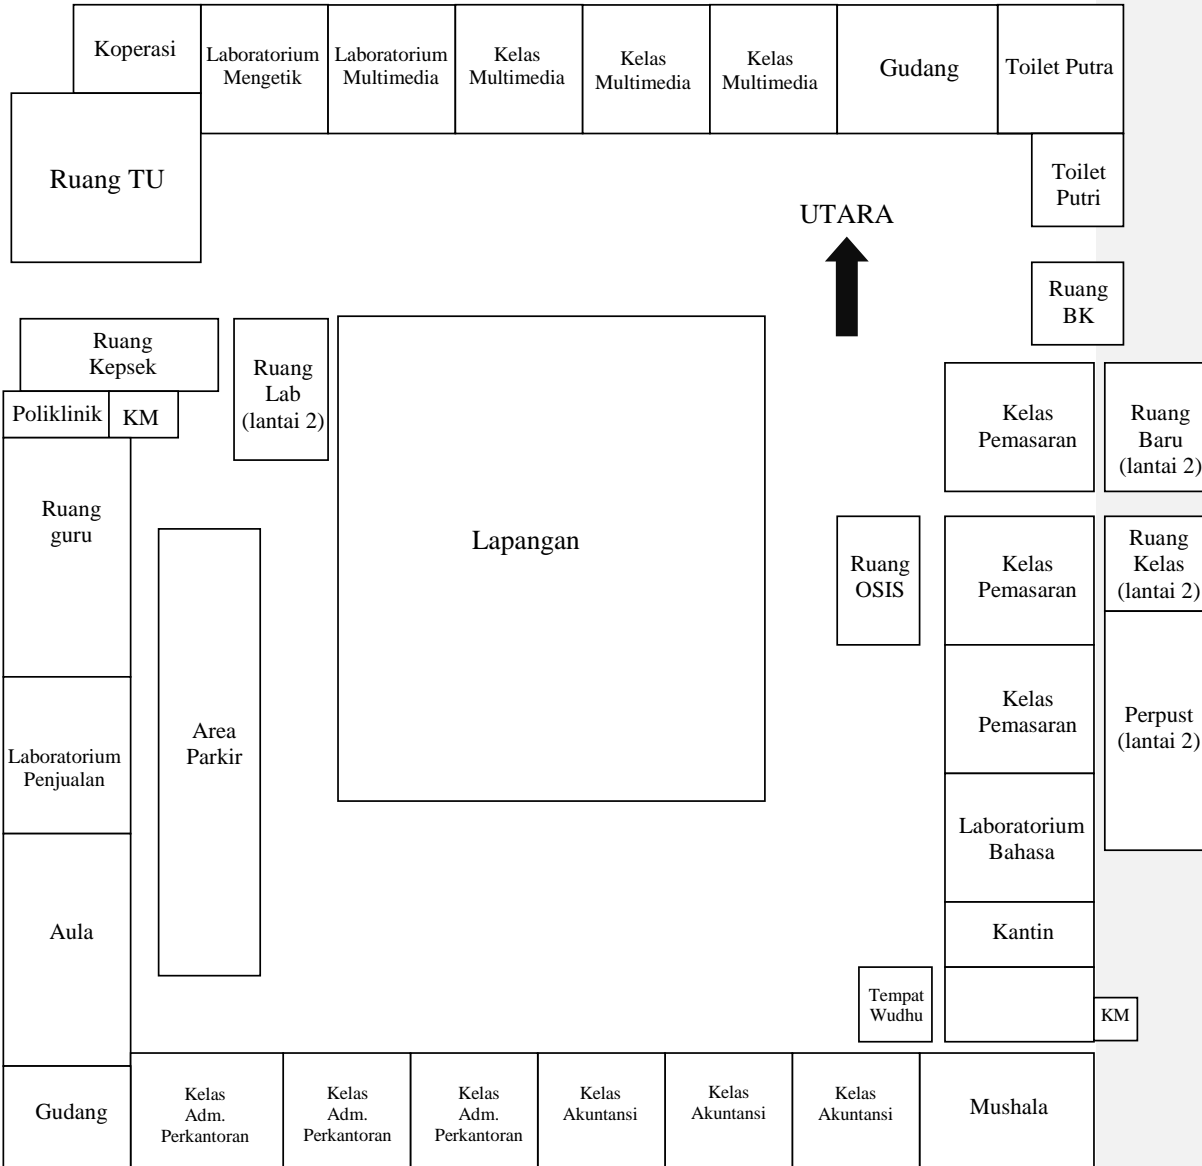 Koperasi
Laboratorium
Mengetik
Laboratorium
Multimedia
Kelas
Multimedia
Kelas
Multimedia
Kelas
Multimedia
Gudang
Toilet Putra
Ruang TU
Toilet
Putri
UTARA
Ruang
BK
Ruang
Kepsek
Ruang
Lab
(lantai 2)
Poliklinik
KM
Kelas
Pemasaran
Ruang
Baru
(lantai 2)
Ruang
guru
Lapangan
Ruang
OSIS
Kelas
Pemasaran
Ruang
Kelas
(lantai 2)
Area
Parkir
Kelas
Pemasaran
Perpust
(lantai 2)
Laboratorium
Penjualan
Laboratorium
Bahasa
Aula
Kantin
Tempat
Wudhu
KM
Gudang
Kelas
Adm.
Perkantoran
Kelas
Adm.
Perkantoran
Kelas
Adm.
Perkantoran
Kelas
Akuntansi
Kelas
Akuntansi
Kelas
Akuntansi
Mushala